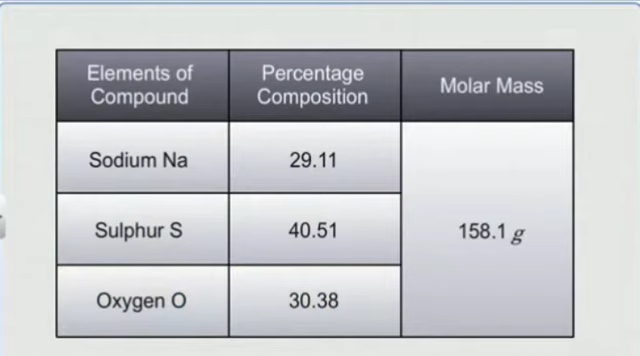 Elements of
Compound
Percentage
Composition
Molar Mass
Sodium Na
29.11
Sulphur S
40.51
158.1 g
Oxygen O
30.38